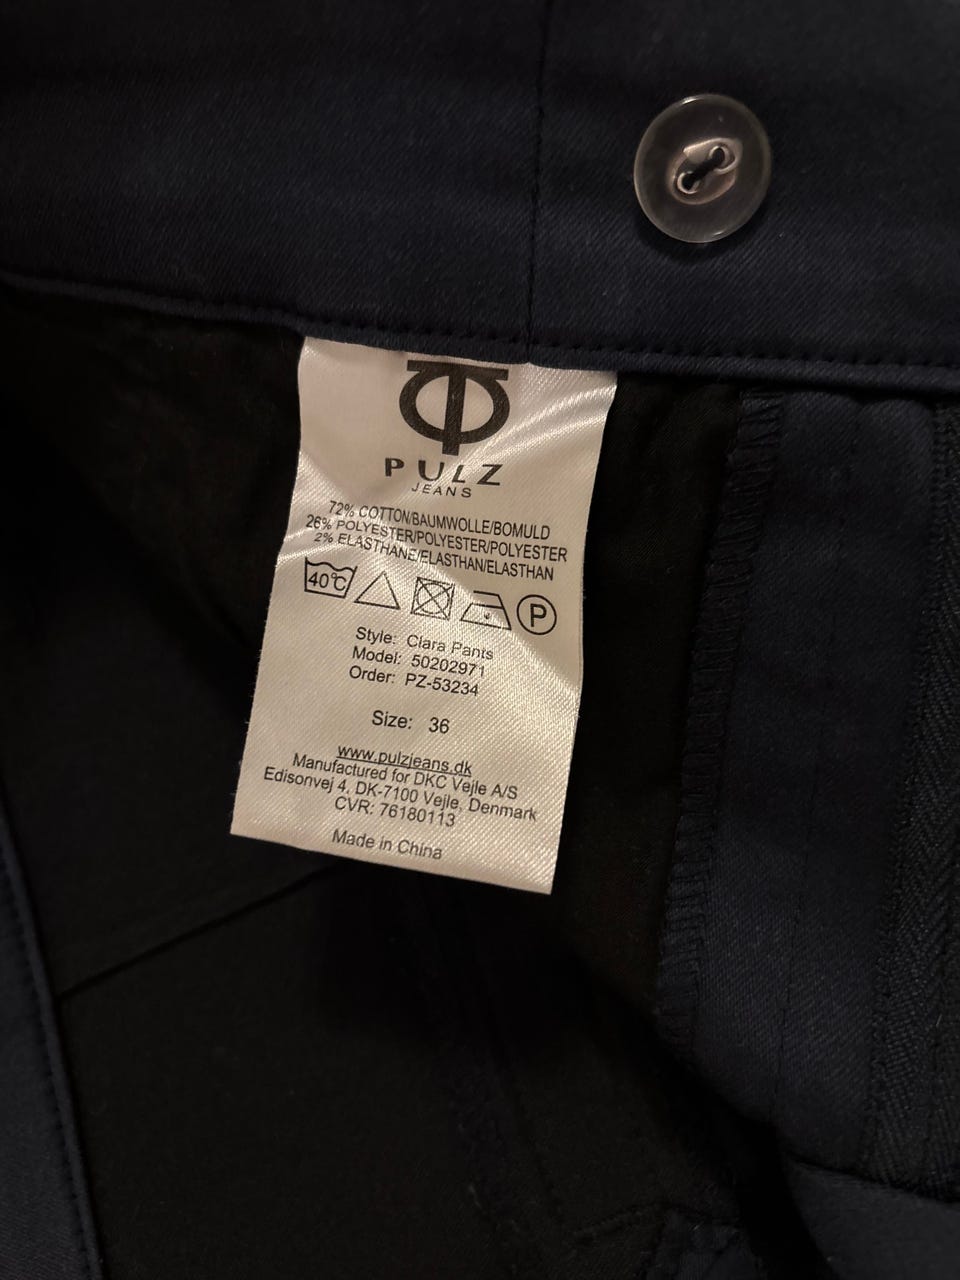 PULZ
JEANS
72% COTTON/BAUMWOLLE/BOMULD
26% POLYESTER/POLYESTER/POLYESTER
2% ELASTHANE/ELASTHAN/ELASTHAN
40°C P
Style: Clara Pants
Model: 50202971
Order: PZ-53234
Size: 36
www.pulzjeans.dk
Manufactured for DKC Vejle A/S
Edisonvej 4, DK-7100 Vejle, Denmark
CVR: 76180113
Made in China